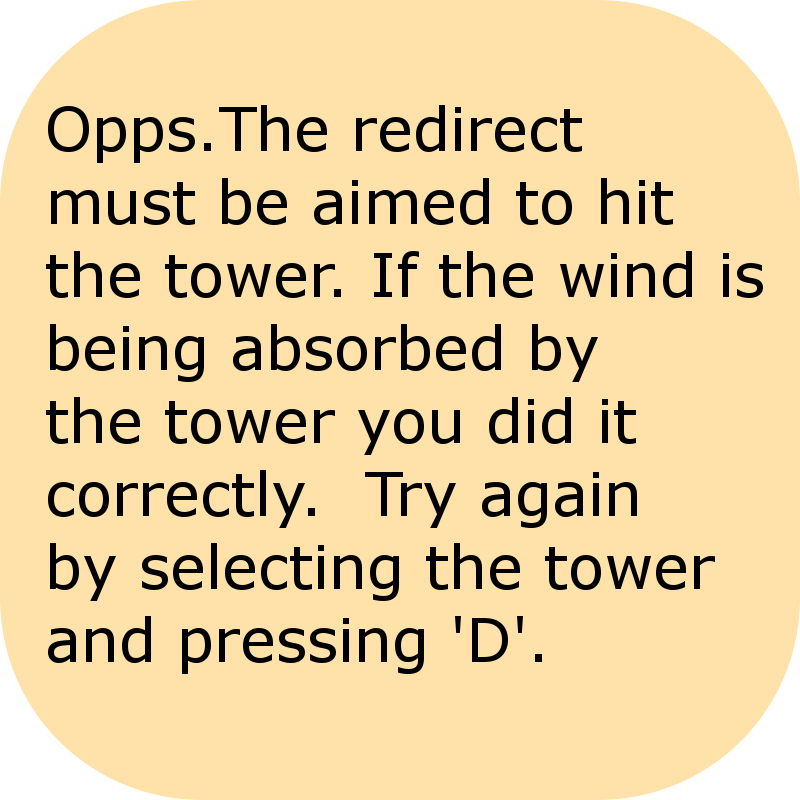 Opps.The redirect
must be aimed to hit
the tower. If the wind is
being absorbed by
the tower you did it
correctly.  Try again
by selecting the tower
and pressing 'D'.